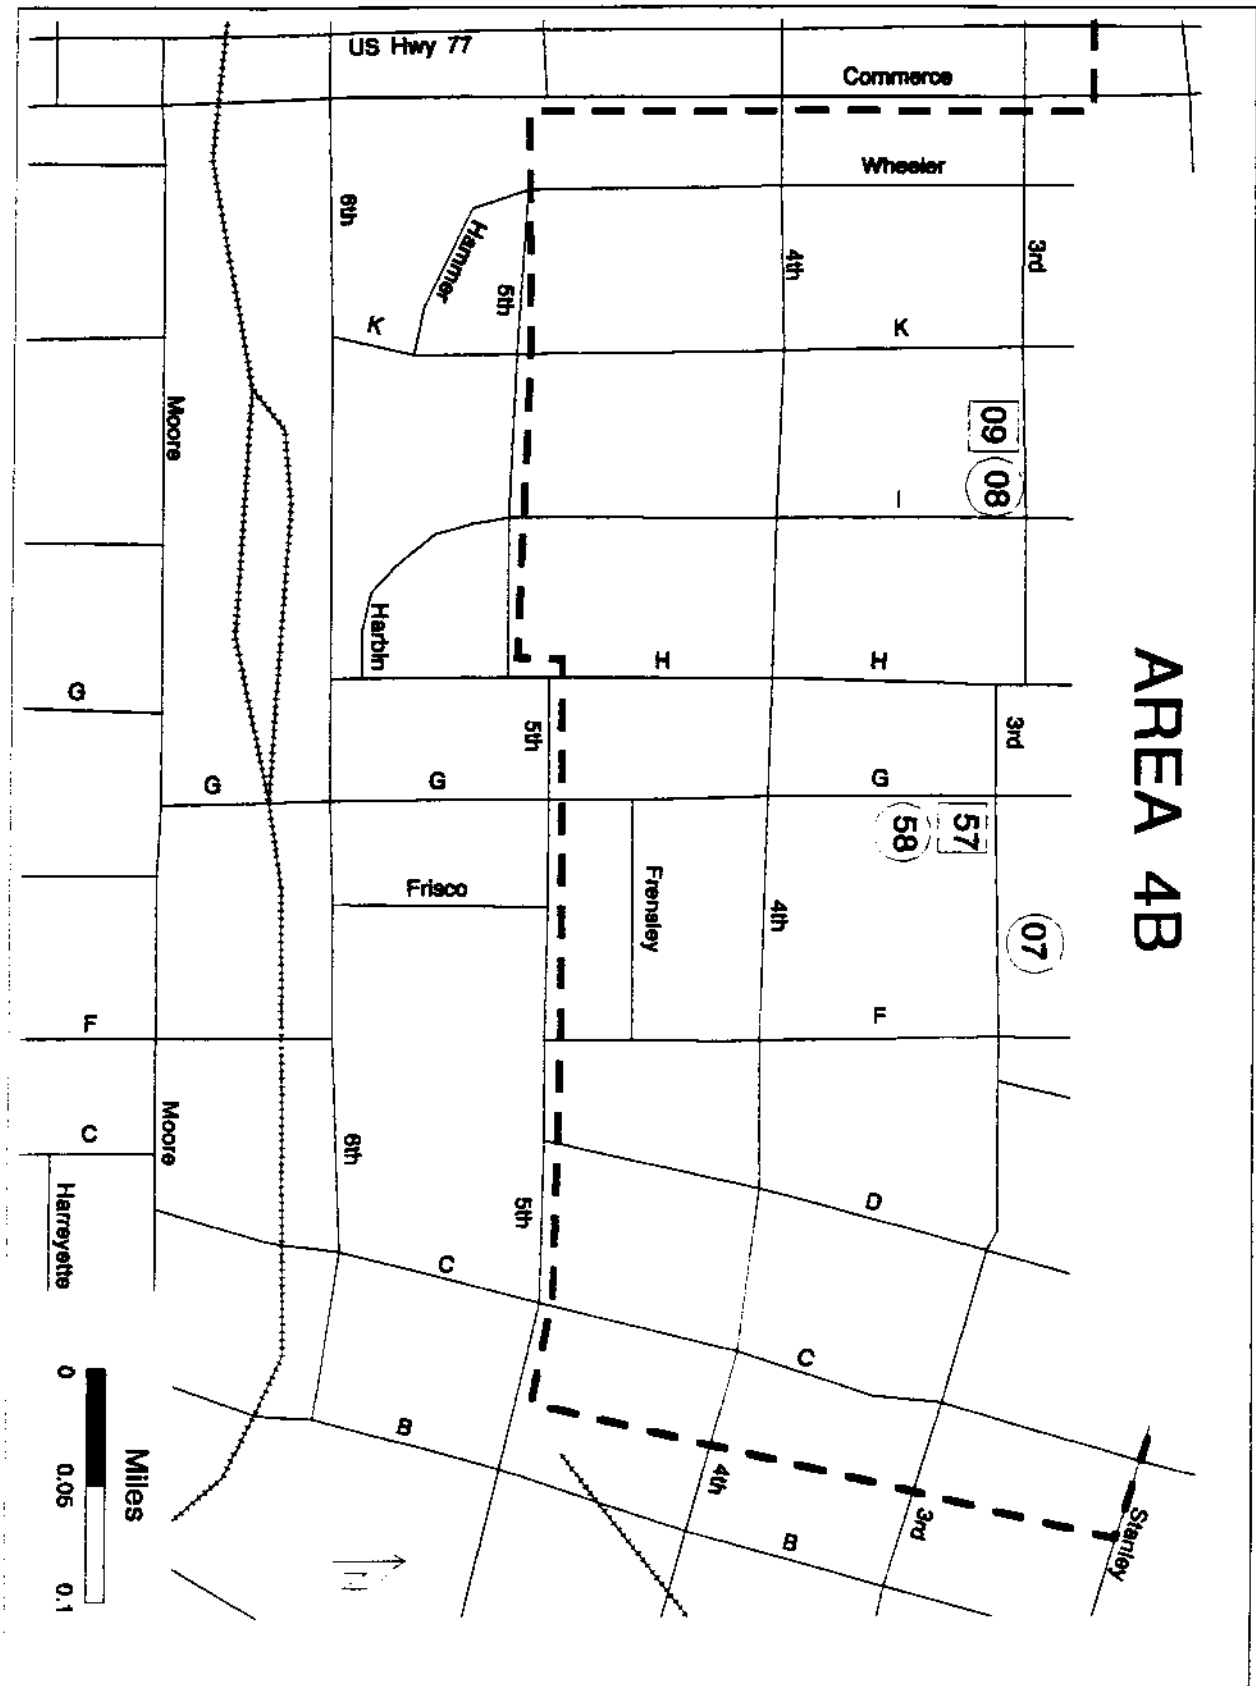 AREA 4B
US Hwy 77
Commerce
Wheeler
6th
Hammer
5th
4th
3rd
K
K
09
08
I
Moore
Harbin
H
H
G
5th
3rd
G
G
G
57
58
Frisco
Frensley
4th
07
F
F
C
Moore
6th
5th
D
Harreyette
C
C
B
4th
3rd
B
Stanley
Miles
0
0.05
0.1